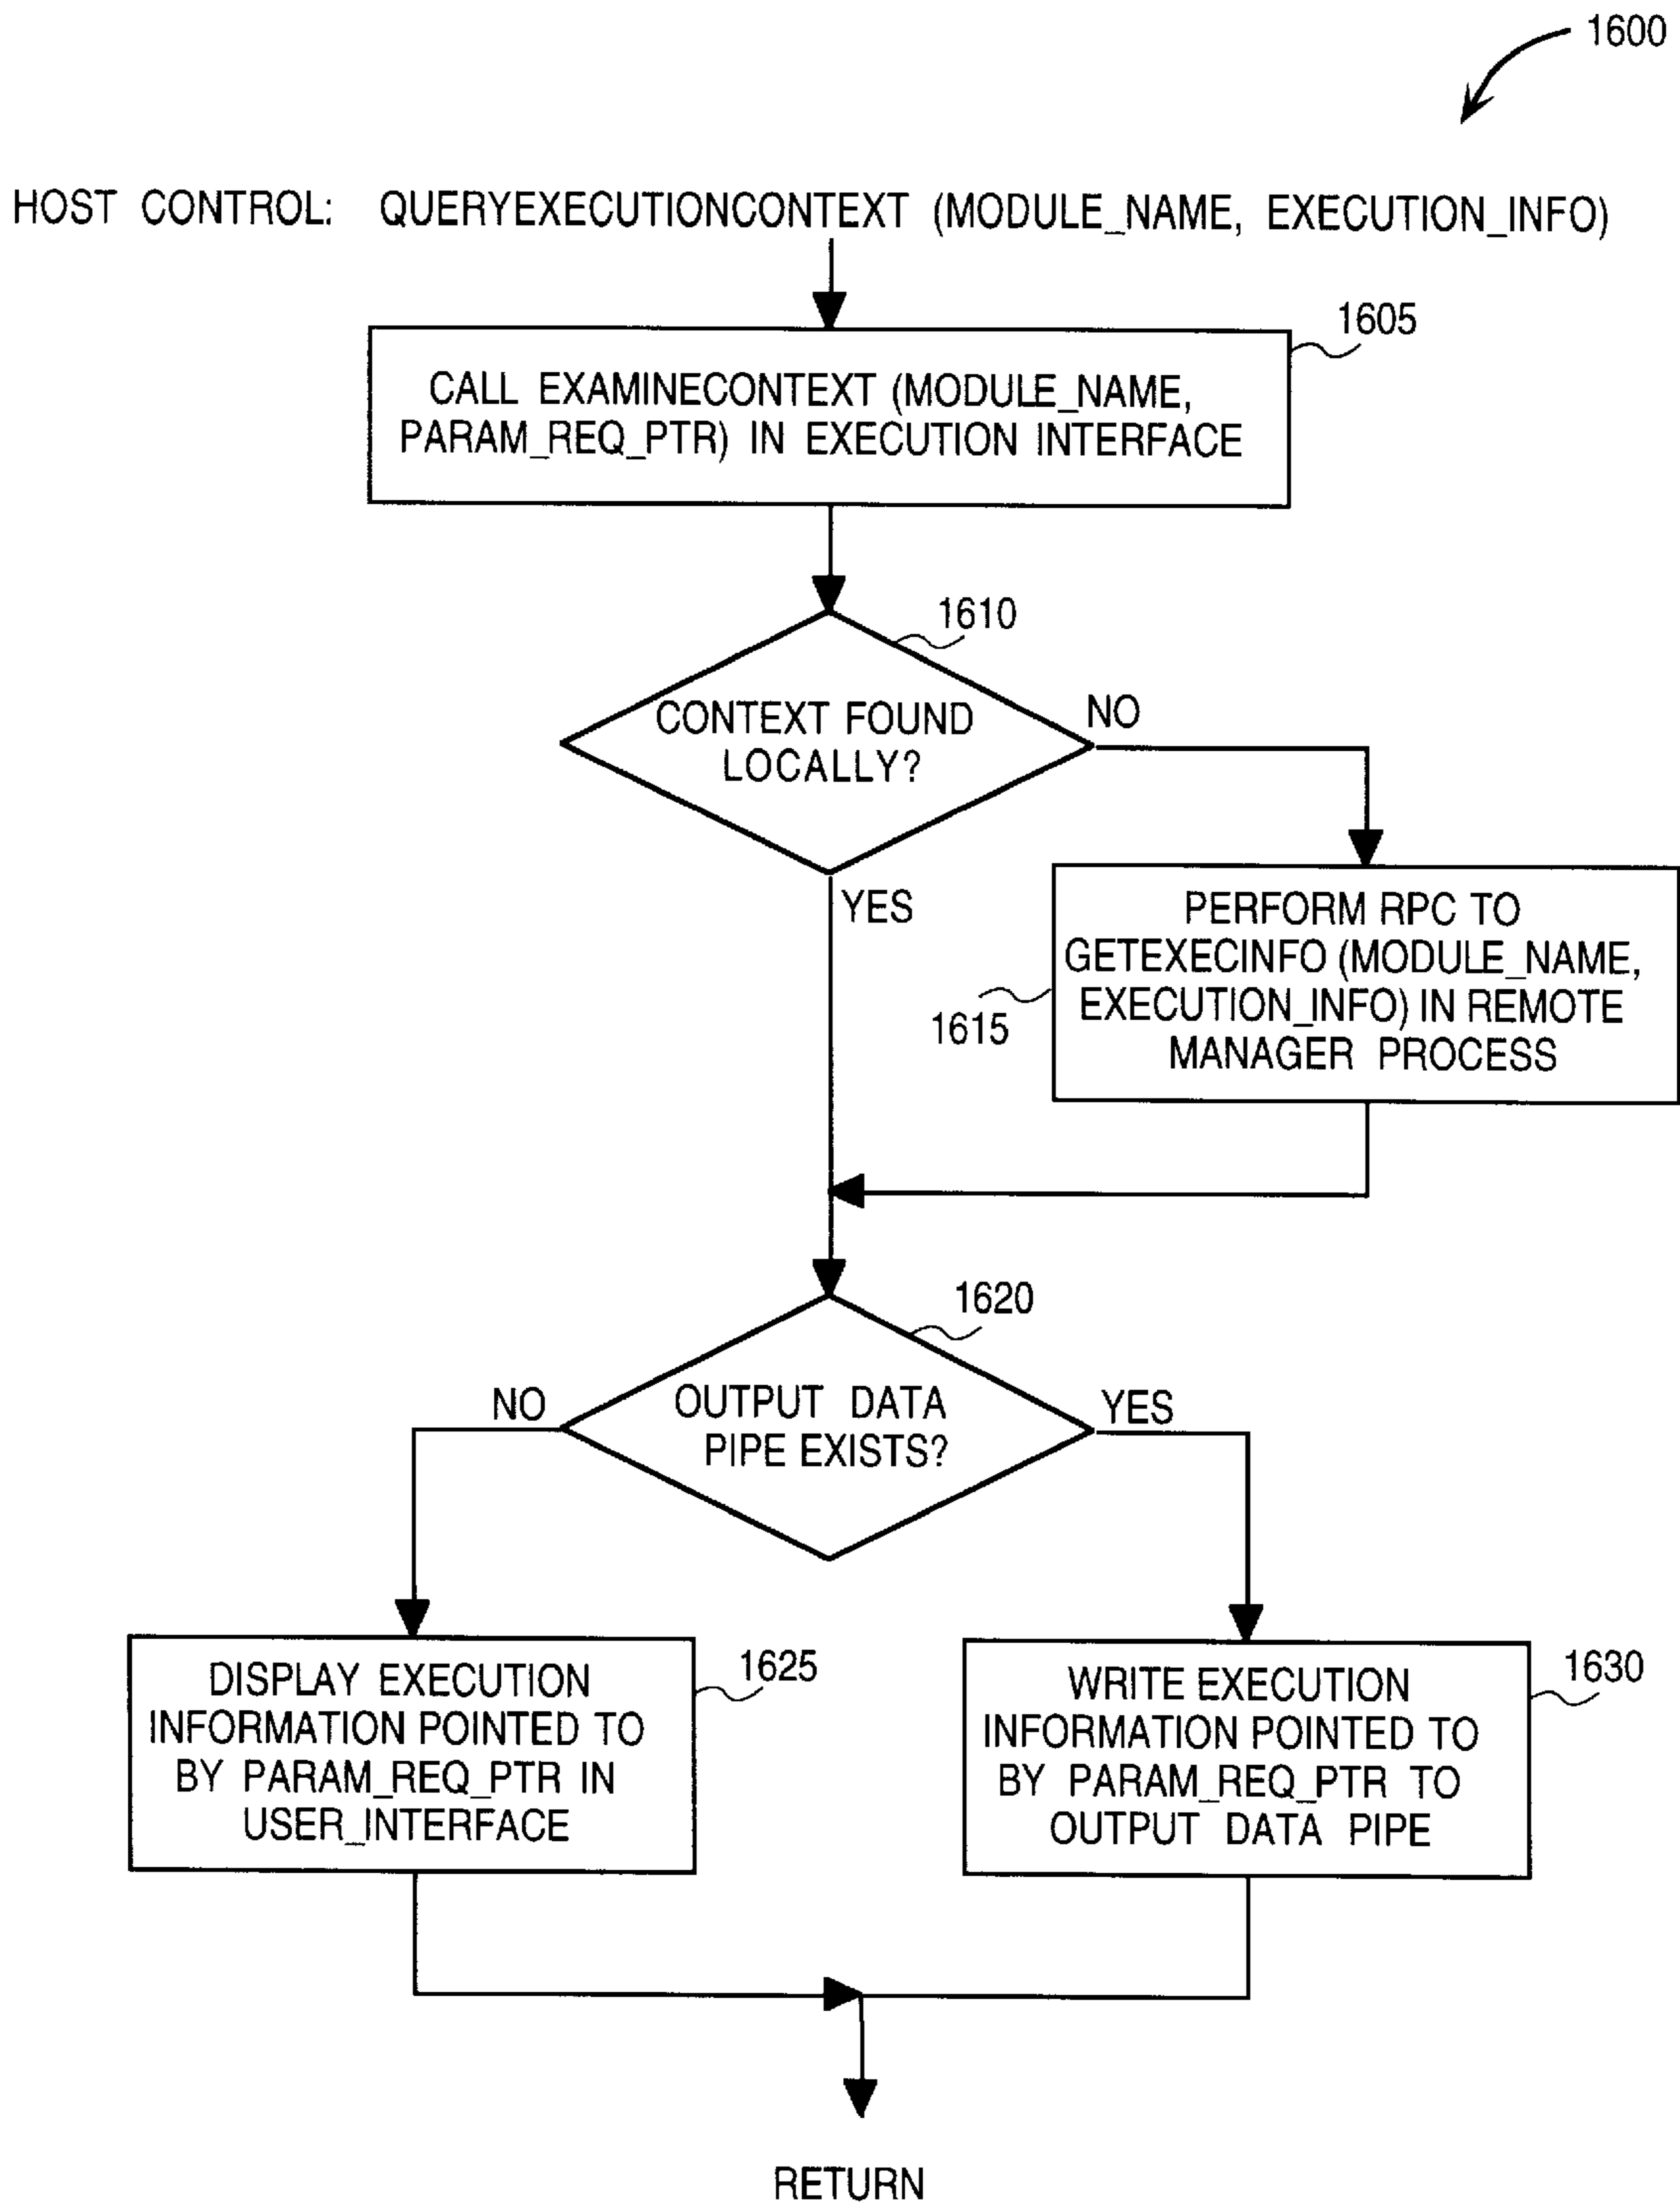 1600
HOST CONTROL: QUERYEXECUTIONCONTEXT (MODULE_NAME, EXECUTION_INFO)
1605
CALL EXAMINECONTEXT (MODULE_NAME,
PARAM_REQ_PTR) IN EXECUTION INTERFACE
1610
CONTEXT FOUND
LOCALLY?
NO
YES
PERFORM RPC TO
GETEXECINFO (MODULE_NAME,
EXECUTION_INFO) IN REMOTE
MANAGER PROCESS
1615
1620
OUTPUT DATA
PIPE EXISTS?
NO
YES
DISPLAY EXECUTION
INFORMATION POINTED TO
BY PARAM_REQ_PTR IN
USER_INTERFACE
1625
WRITE EXECUTION
INFORMATION POINTED TO
BY PARAM_REQ_PTR TO
OUTPUT DATA PIPE
1630
RETURN